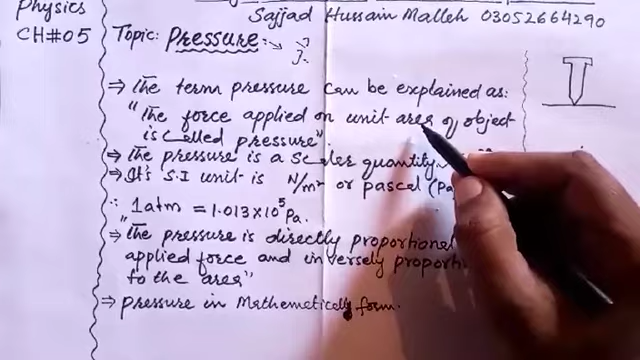 Physics
CH#05
Sajjad Hussain Malleh 03052664290
Topic: Pressure:→
⇒ The term pressure can be explained as:
"The force applied on unit area of object
is called pressure".
⇒ The pressure is a Scaler quantity.
⇒ It's S.I unit is N/m² or pascal (Pa
∵ 1atm = 1.013×10⁵ Pa.
⇒ "The pressure is directly proportional
applied force and inversely
to the area"
⇒ pressure in Mathematically form.